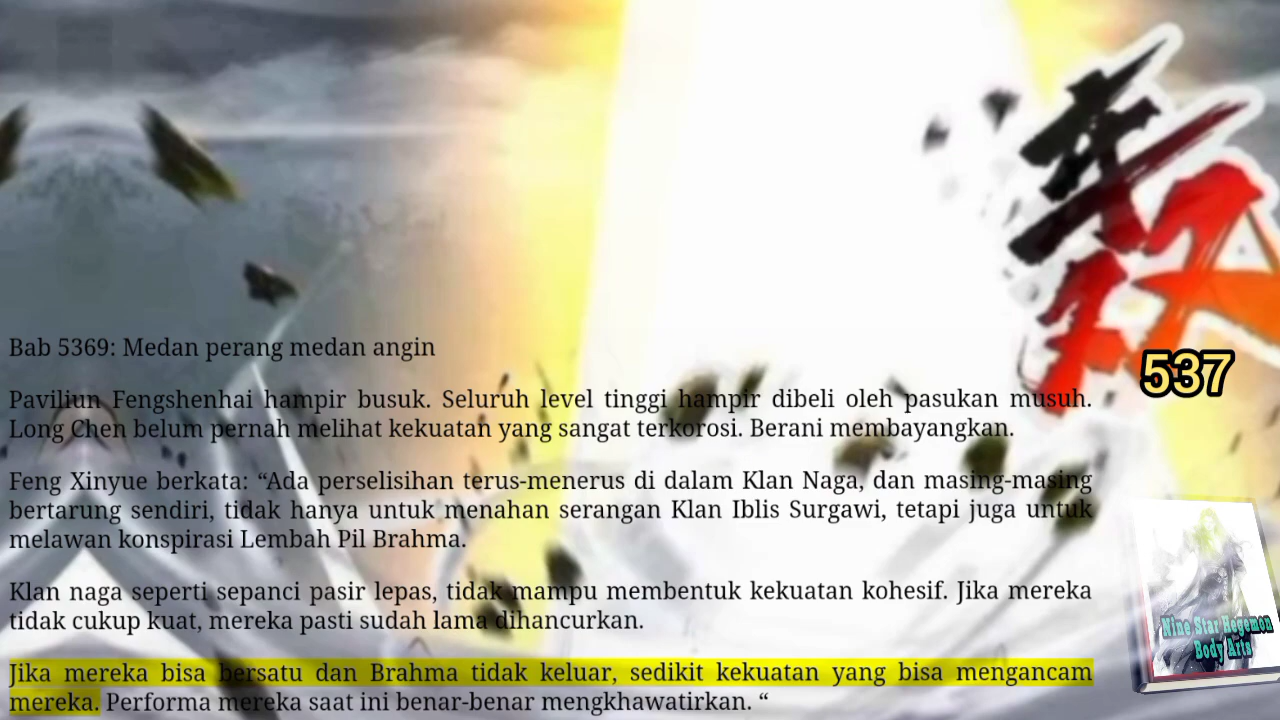 Bab 5369: Medan perang medan angin
Paviliun Fengshenhai hampir busuk. Seluruh level tinggi hampir dibeli oleh pasukan musuh.
Long Chen belum pernah melihat kekuatan yang sangat terkorosi. Berani membayangkan.
Feng Xinyue berkata: “Ada perselisihan terus-menerus di dalam Klan Naga, dan masing-masing
bertarung sendiri, tidak hanya untuk menahan serangan Klan Iblis Surgawi, tetapi juga untuk
melawan konspirasi Lembah Pil Brahma.
Klan naga seperti sepanci pasir lepas, tidak mampu membentuk kekuatan kohesif. Jika mereka
tidak cukup kuat, mereka pasti sudah lama dihancurkan.
Jika mereka bisa bersatu dan Brahma tidak keluar, sedikit kekuatan yang bisa mengancam
mereka. Performa mereka saat ini benar-benar mengkhawatirkan. “
537
Nine Star Hegemon
Body Arts